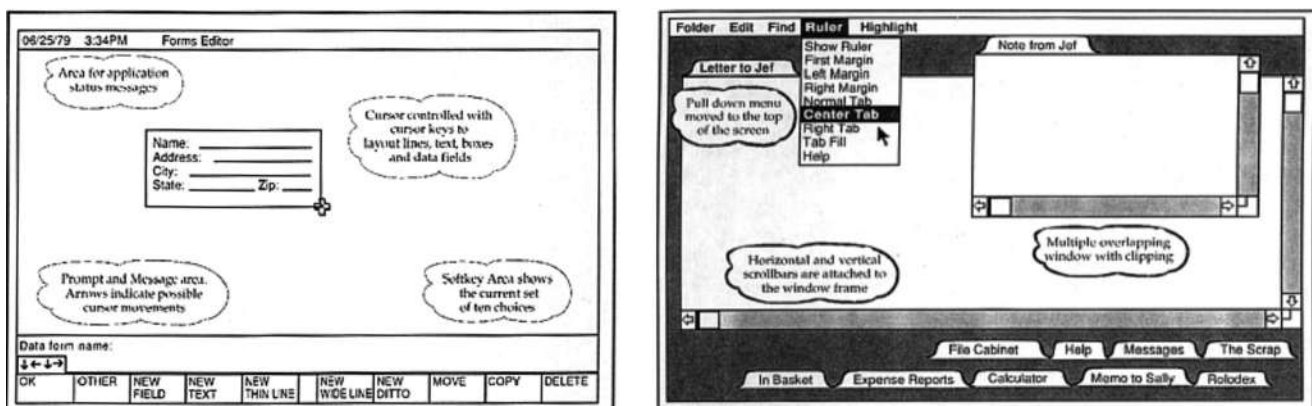 06/25/79 3:34PM Forms Editor
Area for application
status messages
Cursor controlled with
cursor keys to
layout lines, text, boxes
and data fields
Name:
Address:
City:
State: Zip:
Prompt and Message area.
Arrows indicate possible
cursor movements
Softkey Area shows
the current set
of ten choices
Data form name:
↓←↓→
OK OTHER NEW FIELD NEW TEXT NEW THIN LINE NEW WIDE LINE NEW DITTO MOVE COPY DELETE
Folder Edit Find Ruler Highlight
Show Ruler
First Margin
Left Margin
Right Margin
Normal Tab
Center Tab
Right Tab
Tab Fill
Help
Letter to Jef
Note from Jef
Pull down menu
moved to the top
of the screen
Horizontal and vertical
scrollbars are attached to
the window frame
Multiple overlapping
window with clipping
File Cabinet Help Messages The Scrap
In Basket Expense Reports Calculator Memo to Sally Rolodex